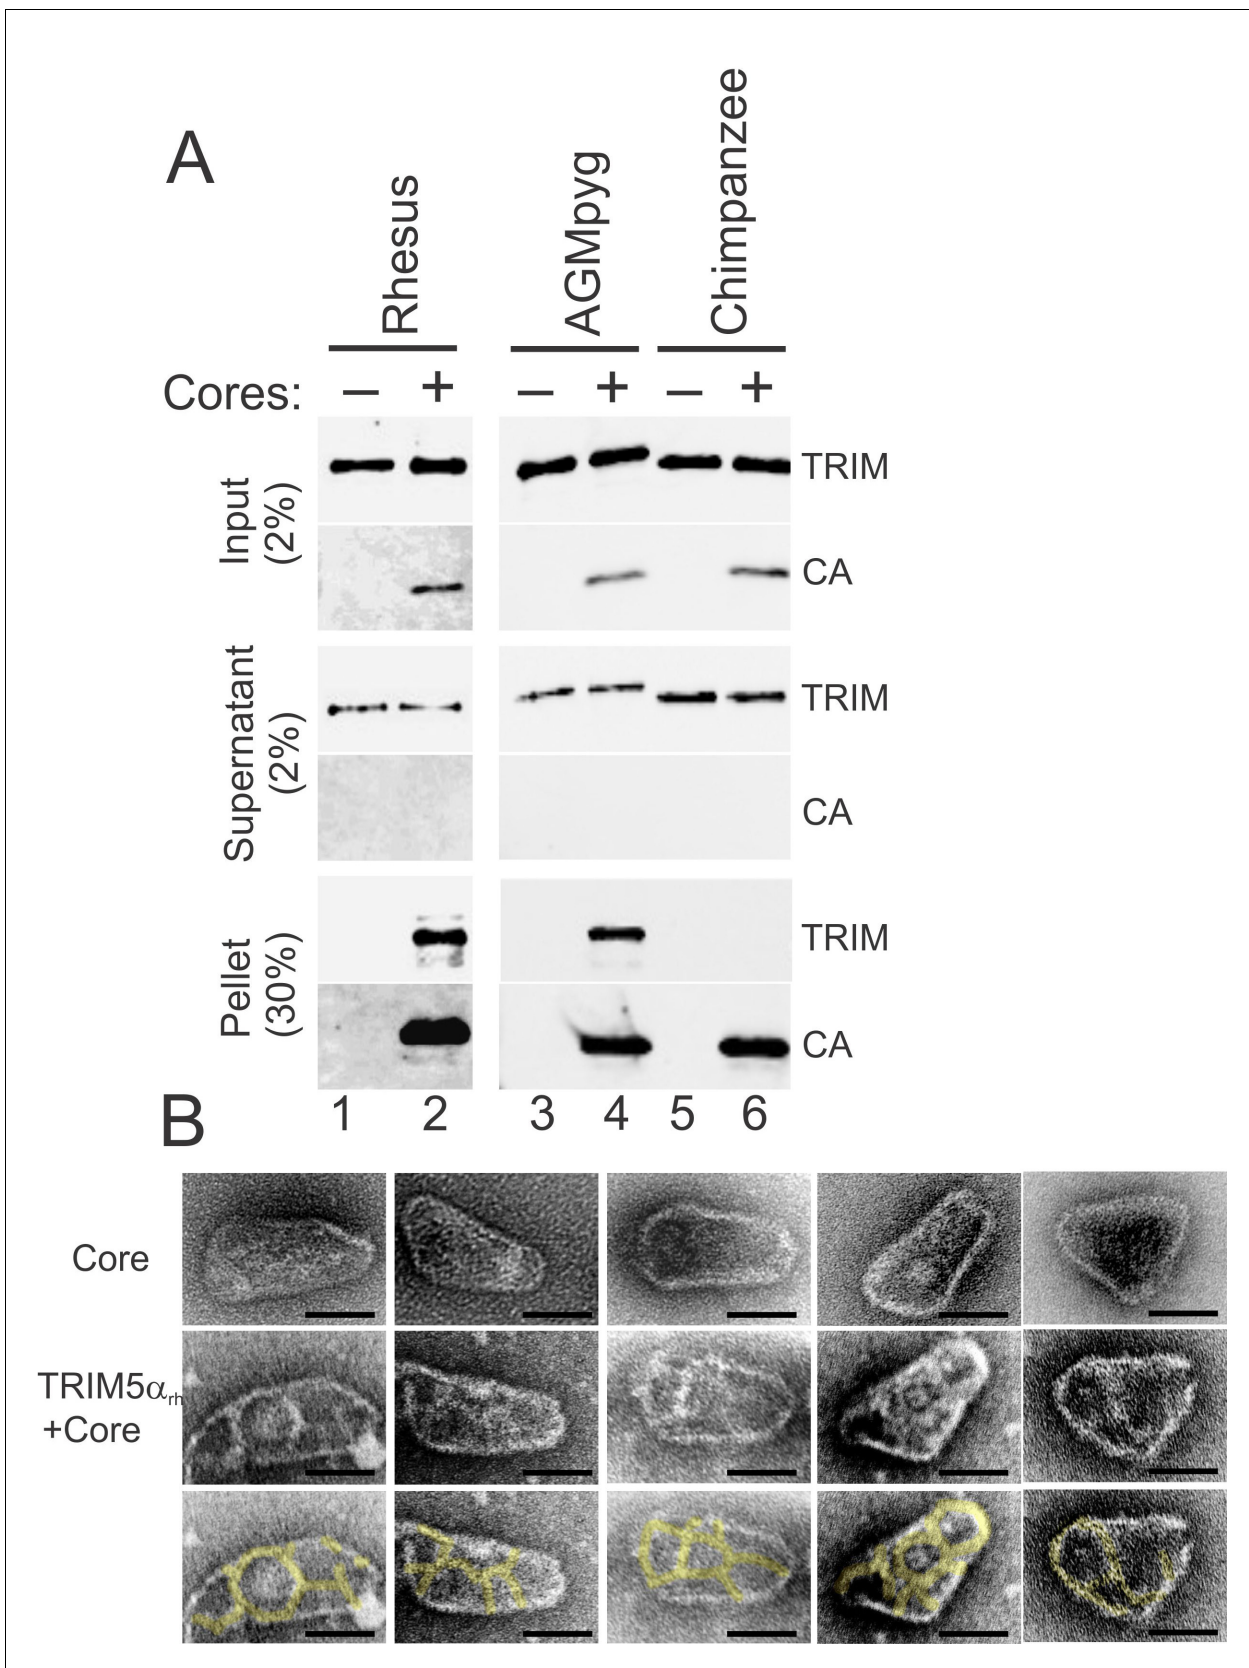 A
Rhesus
AGMpyg
Chimpanzee
Cores: – + – + – +
Input
(2%)
TRIM
CA
Supernatant
(2%)
TRIM
CA
Pellet
(30%)
TRIM
CA
1 2 3 4 5 6
B
Core
TRIM5αrh
+Core